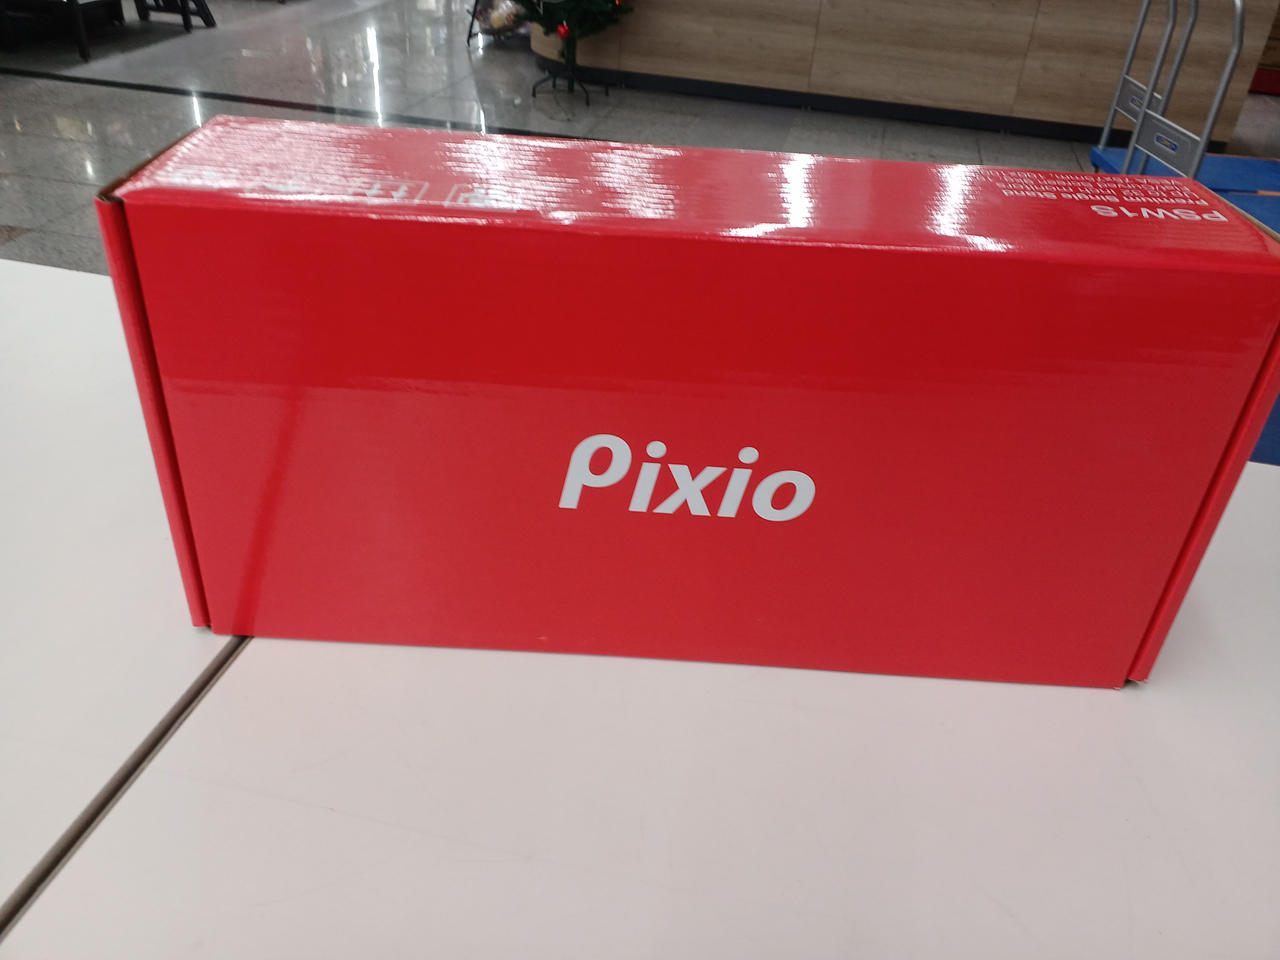 PSW1S
Premium Single Stand
Pixio